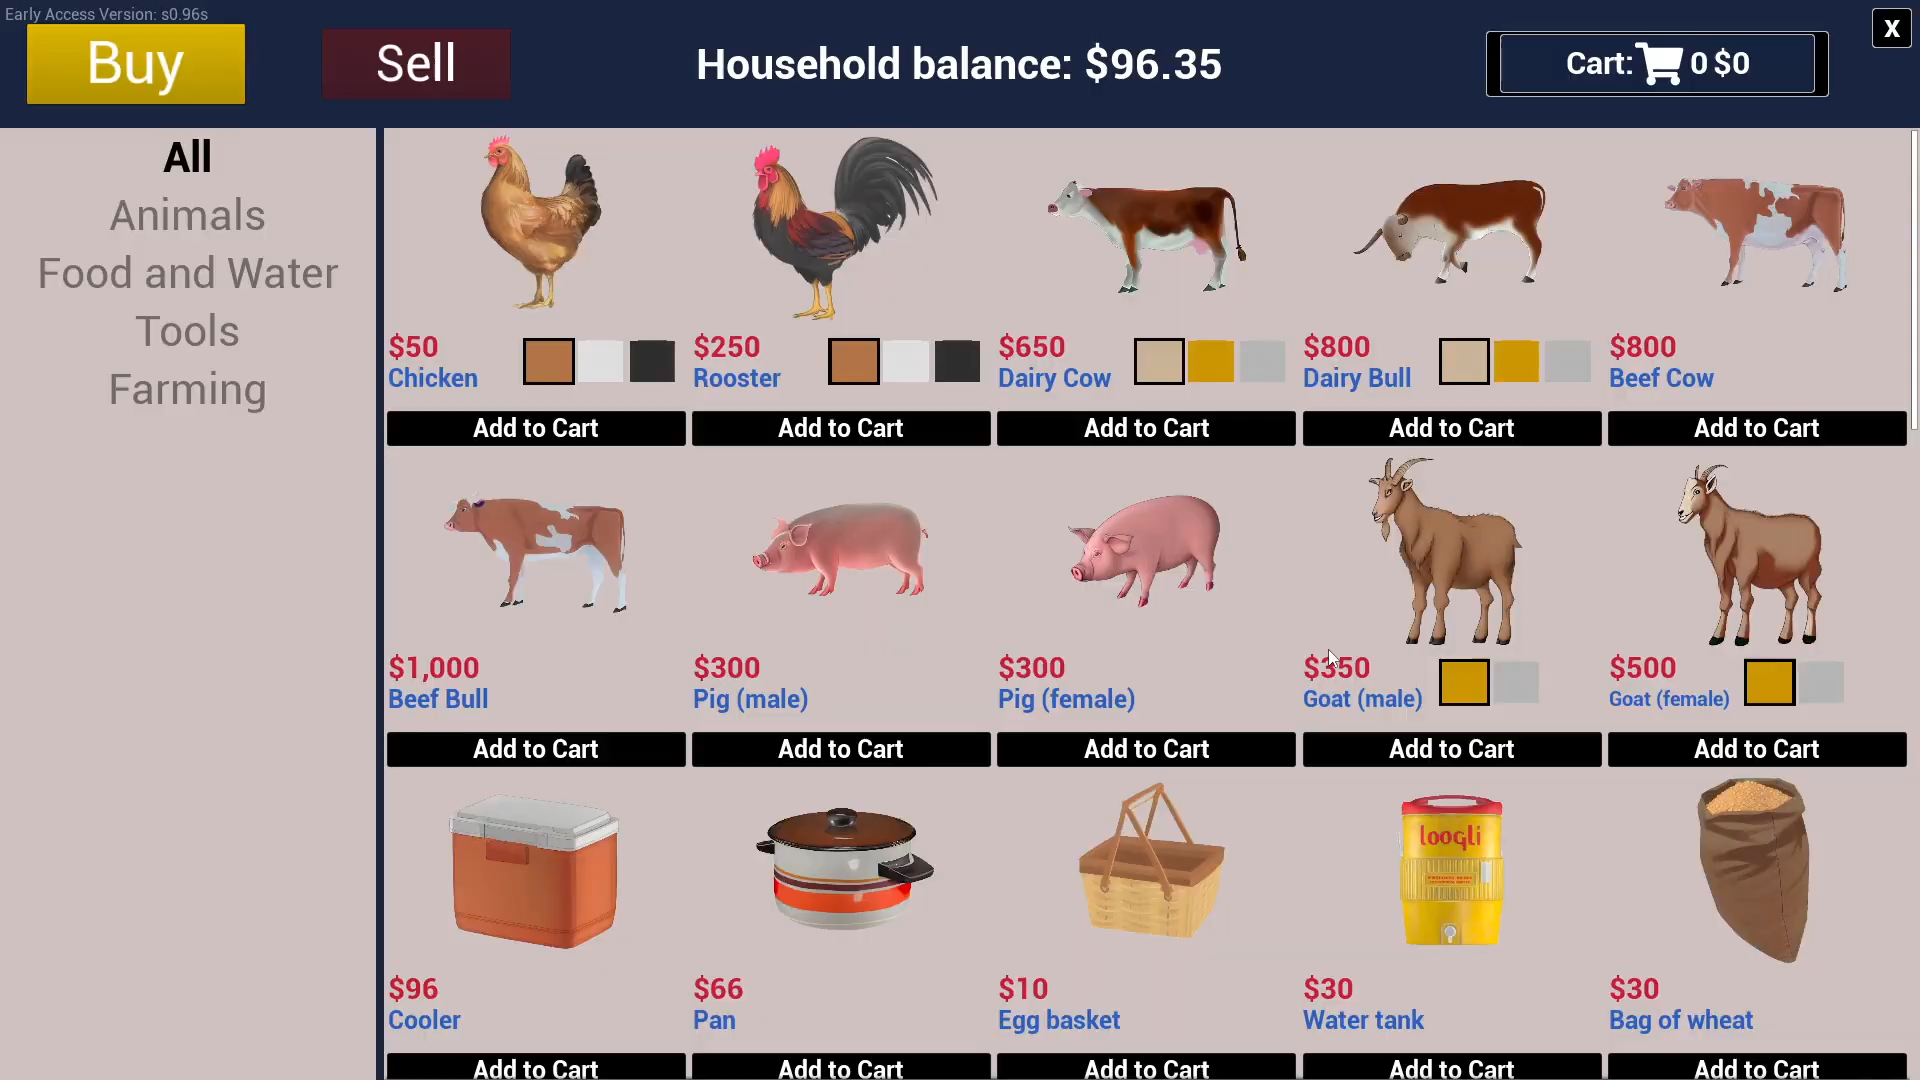 Early Access Version: s0.96s
Buy
Sell
Household balance: $96.35
Cart: 0 $0
X
All
Animals
Food and Water
Tools
Farming
$50
Chicken
$250
Rooster
$650
Dairy Cow
$800
Dairy Bull
$800
Beef Cow
Add to Cart
Add to Cart
Add to Cart
Add to Cart
Add to Cart
$1,000
Beef Bull
$300
Pig (male)
$300
Pig (female)
$350
Goat (male)
$500
Goat (female)
Add to Cart
Add to Cart
Add to Cart
Add to Cart
Add to Cart
looqli
$96
Cooler
$66
Pan
$10
Egg basket
$30
Water tank
$30
Bag of wheat
Add to Cart
Add to Cart
Add to Cart
Add to Cart
Add to Cart